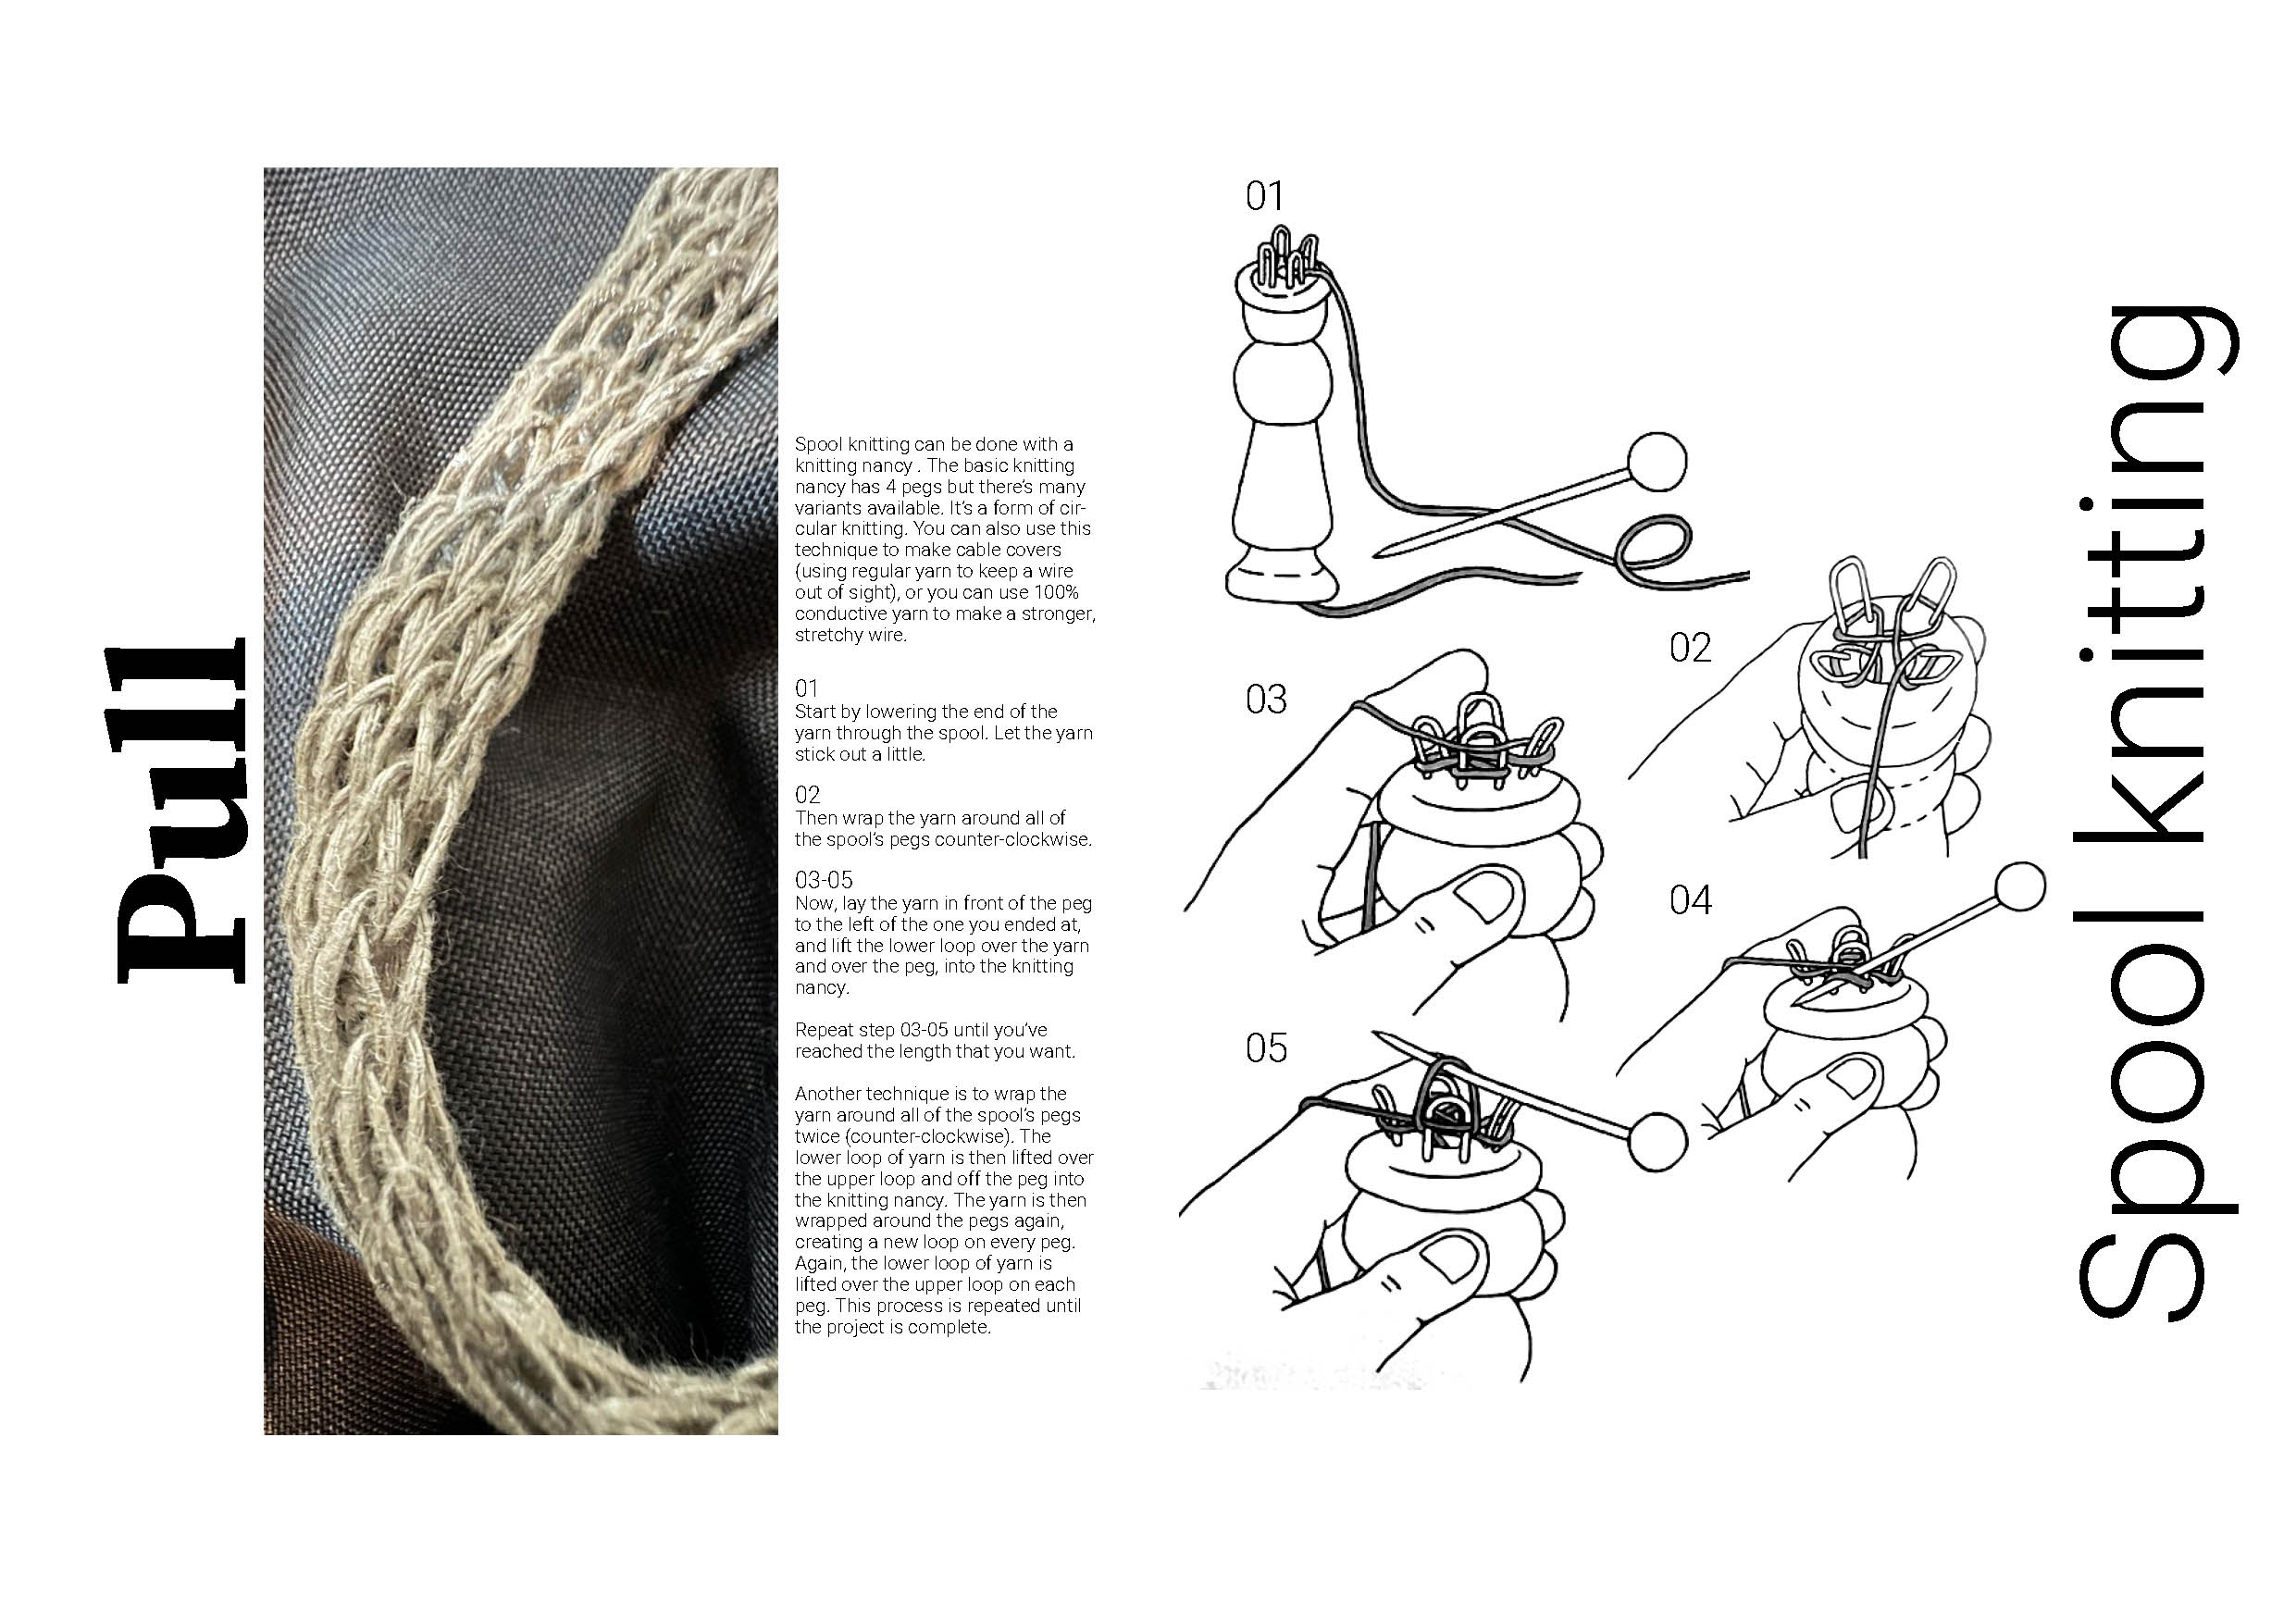 Pull
Spool knitting can be done with a
knitting nancy . The basic knitting
nancy has 4 pegs but there's many
variants available. It's a form of cir-
cular knitting. You can also use this
technique to make cable covers
(using regular yarn to keep a wire
out of sight), or you can use 100%
conductive yarn to make a stronger,
stretchy wire.
01
Start by lowering the end of the
yarn through the spool. Let the yarn
stick out a little.
02
Then wrap the yarn around all of
the spool's pegs counter-clockwise.
03-05
Now, lay the yarn in front of the peg
to the left of the one you ended at,
and lift the lower loop over the yarn
and over the peg, into the knitting
nancy.
Repeat step 03-05 until you've
reached the length that you want.
Another technique is to wrap the
yarn around all of the spool's pegs
twice (counter-clockwise). The
lower loop of yarn is then lifted over
the upper loop and off the peg into
the knitting nancy. The yarn is then
wrapped around the pegs again,
creating a new loop on every peg.
Again, the lower loop of yarn is
lifted over the upper loop on each
peg. This process is repeated until
the project is complete.
01
02
03
04
05
Spool knitting